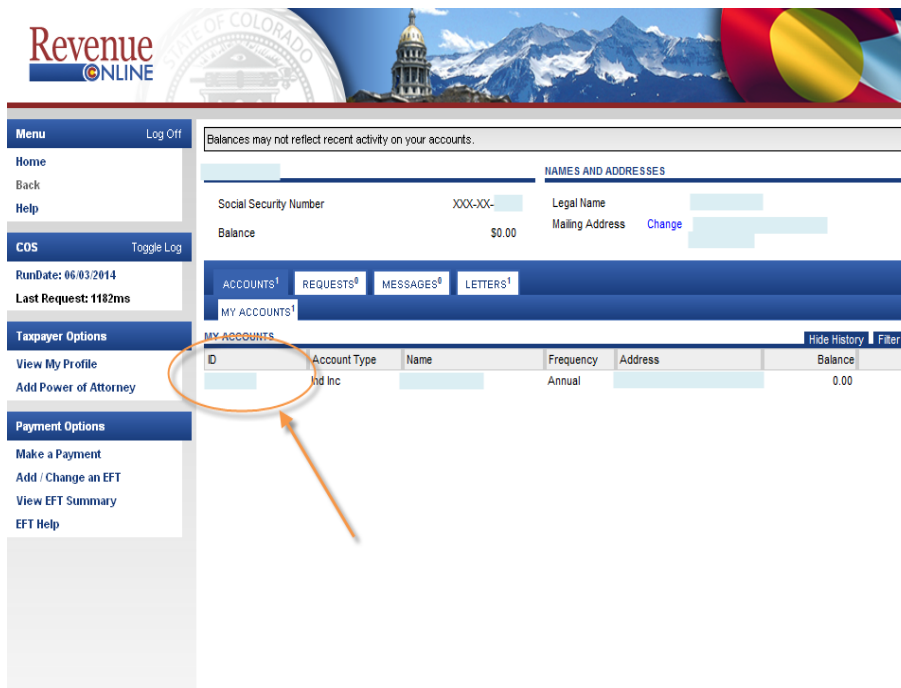 Revenue
ONLINE
STATE OF COLORADO
Menu Log Off
Home
Back
Help
COS Toggle Log
RunDate: 06/03/2014
Last Request: 1182ms
Taxpayer Options
View My Profile
Add Power of Attorney
Payment Options
Make a Payment
Add / Change an EFT
View EFT Summary
EFT Help
Balances may not reflect recent activity on your accounts.
Social Security Number XXX-XX-
Balance $0.00
NAMES AND ADDRESSES
Legal Name
Mailing Address Change
ACCOUNTS1 REQUESTS0 MESSAGES0 LETTERS1
MY ACCOUNTS1
MY ACCOUNTS Hide History Filter
ID Account Type Name Frequency Address Balance
Ind Inc Annual 0.00